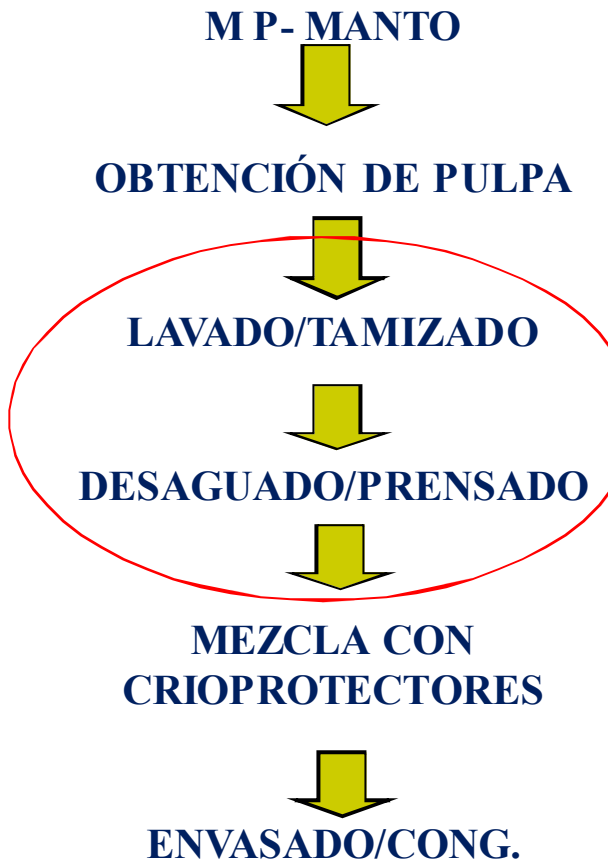 M P- MANTO
OBTENCIÓN DE PULPA
LAVADO/TAMIZADO
DESAGUADO/PRENSADO
MEZCLA CON
CRIOPROTECTORES
ENVASADO/CONG.